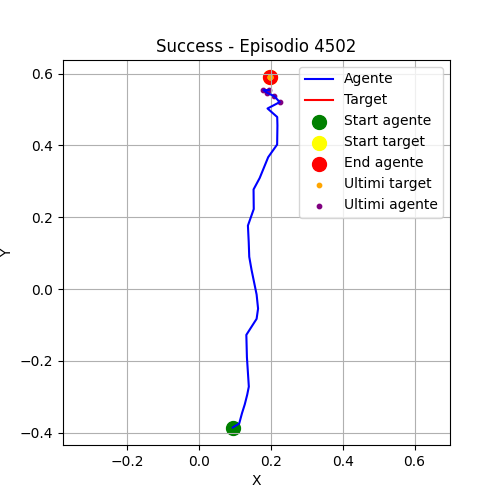 Success - Episodio 4502
Agente
Target
Start agente
Start target
End agente
Ultimi target
Ultimi agente
0.6
0.4
0.2
0.0
−0.2
−0.4
Y
−0.2
0.0
0.2
0.4
0.6
X